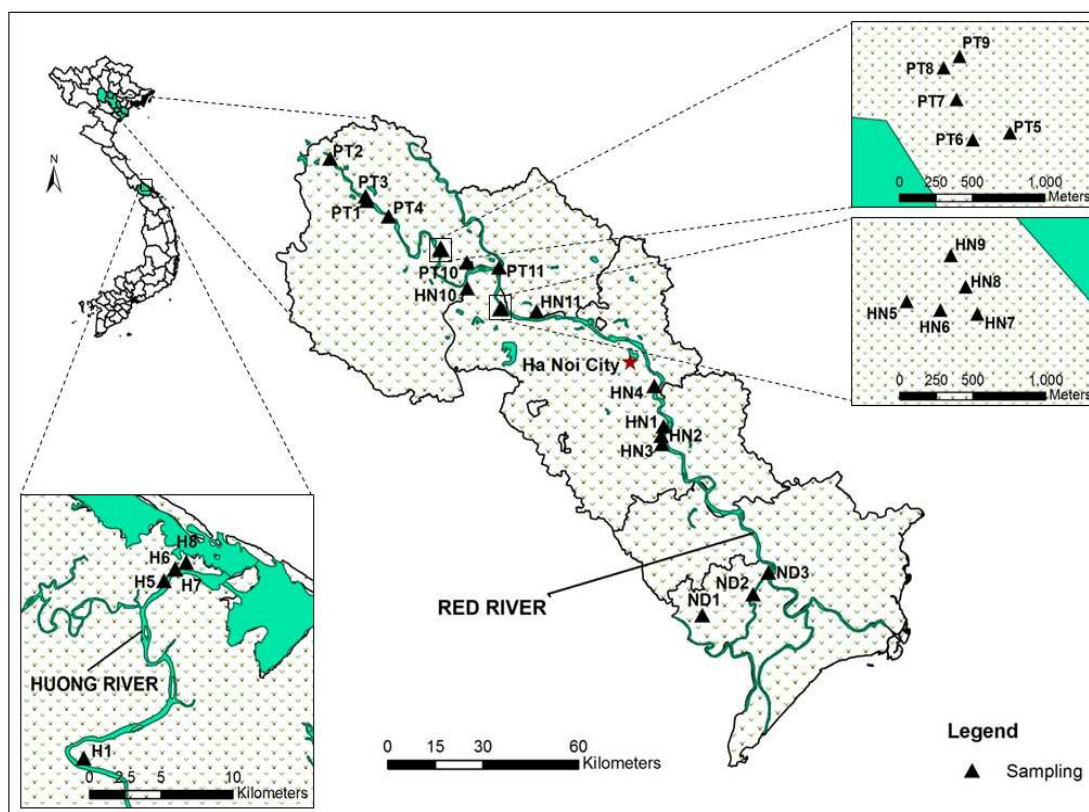 N
PT2
PT3
PT1
PT4
PT10
PT11
HN10
HN11
Ha Noi City
HN4
HN1
HN2
HN3
ND3
ND2
ND1
RED RIVER
0 15 30 60
Kilometers
PT9
PT8
PT7
PT5
PT6
0 250 500 1,000
Meters
HN9
HN8
HN5
HN6
HN7
0 250 500 1,000
Meters
H8
H6
H5
H7
HUONG RIVER
H1
0 2.5 5 10
Kilometers
Legend
Sampling